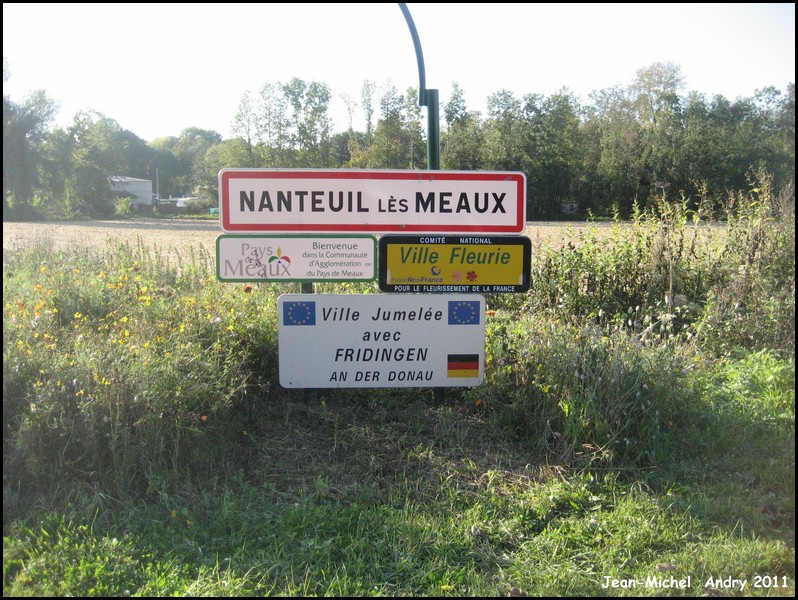 NANTEUIL LÈS MEAUX
Pays de Meaux
Bienvenue
dans la Communauté
d'Agglomération
du Pays de Meaux
COMITÉ NATIONAL
Ville Fleurie
îledeFrance
POUR LE FLEURISSEMENT DE LA FRANCE
Ville Jumelée
avec
FRIDINGEN
AN DER DONAU
Jean-Michel Andry 2011